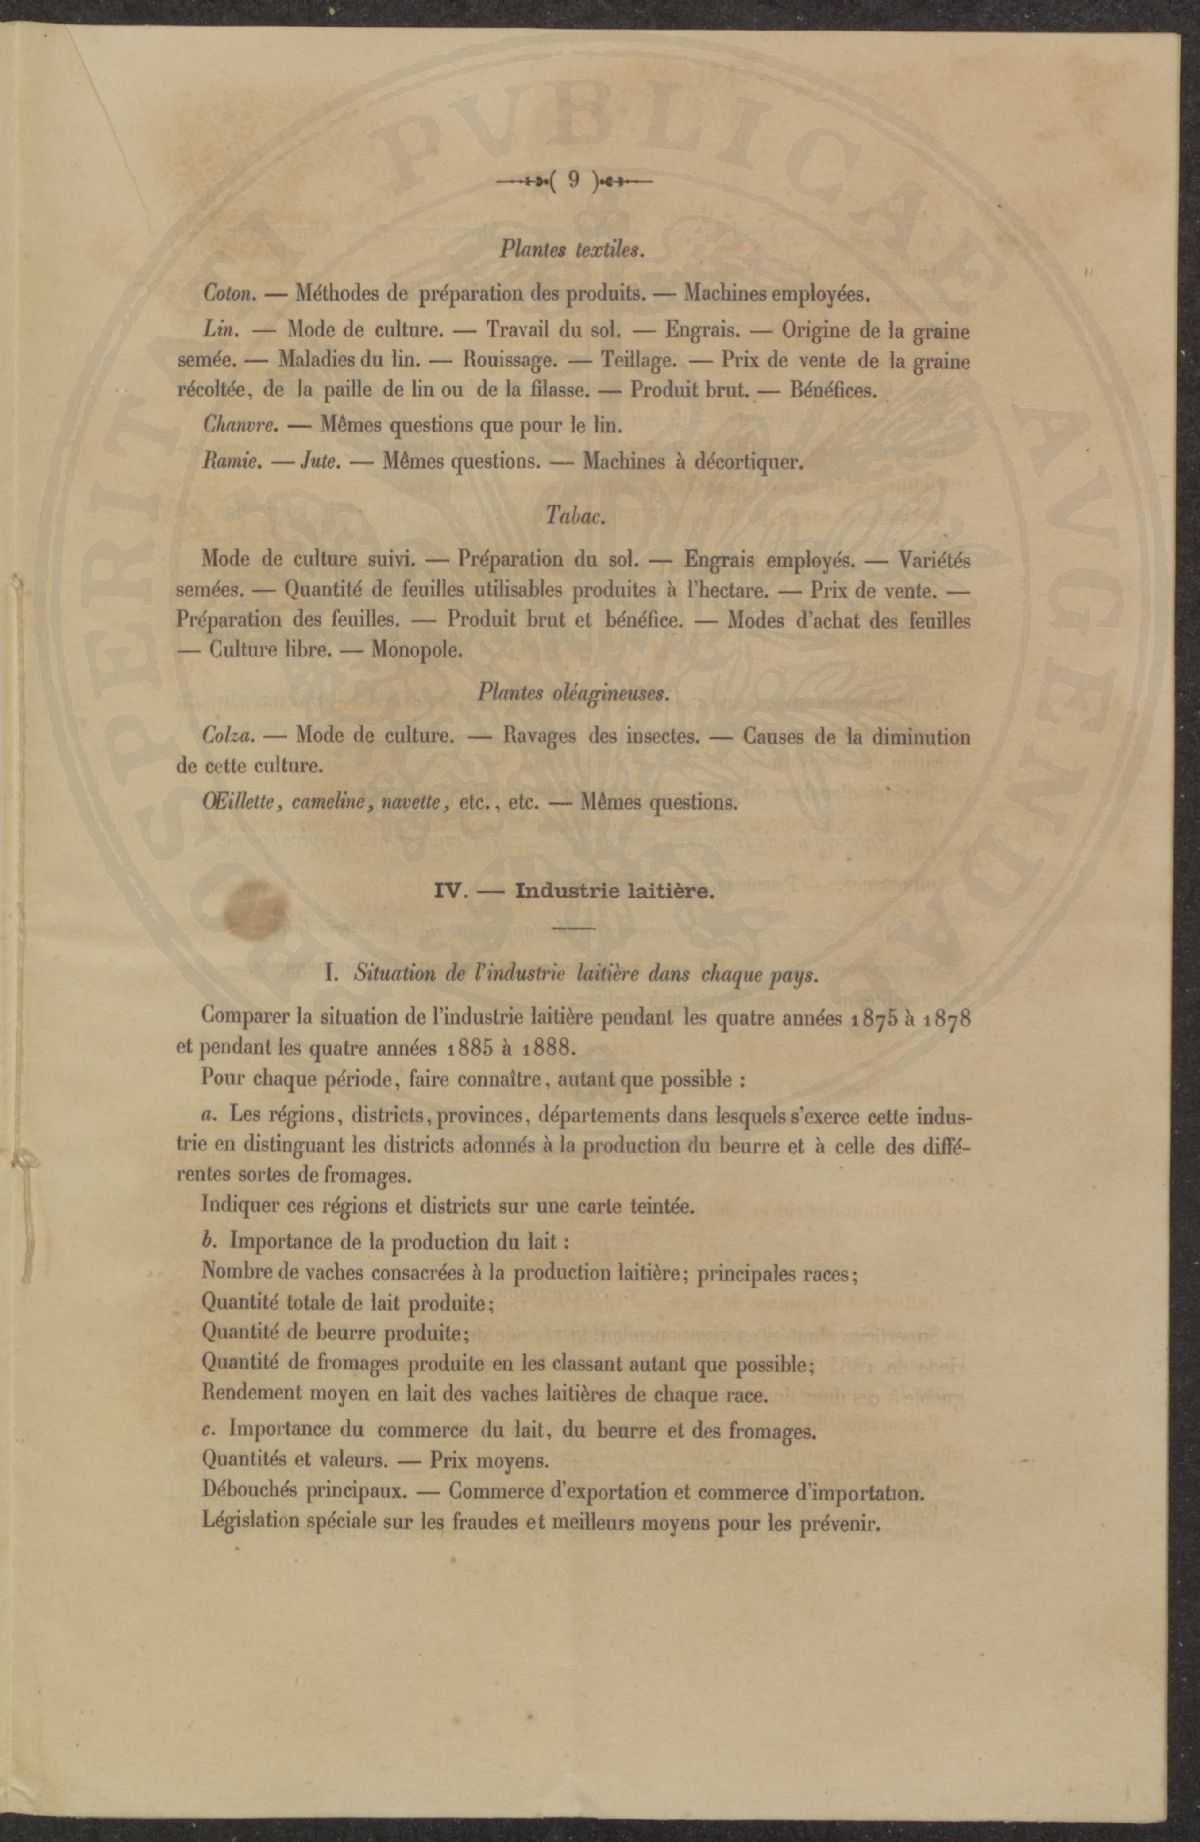 ( 9 )
Plantes textiles.
Coton. — Méthodes de préparation des produits. — Machines employées.
Lin. — Mode de culture. — Travail du sol. — Engrais. — Origine de la graine
semée. — Maladies du lin. — Rouissage. — Teillage. — Prix de vente de la graine
récoltée, de la paille de lin ou de la filasse. — Produit brut. — Bénéfices.
Chanvre. — Mêmes questions que pour le lin.
Ramie. — Jute. — Mêmes questions. — Machines à décortiquer.
Tabac.
Mode de culture suivi. — Préparation du sol. — Engrais employés. — Variétés
semées. — Quantité de feuilles utilisables produites à l'hectare. — Prix de vente. —
Préparation des feuilles. — Produit brut et bénéfice. — Modes d'achat des feuilles
— Culture libre. — Monopole.
Plantes oléagineuses.
Colza. — Mode de culture. — Ravages des insectes. — Causes de la diminution
de cette culture.
Œillette, cameline, navette, etc., etc. — Mêmes questions.
IV. — Industrie laitière.
I. Situation de l'industrie laitière dans chaque pays.
Comparer la situation de l'industrie laitière pendant les quatre années 1875 à 1878
et pendant les quatre années 1885 à 1888.
Pour chaque période, faire connaître, autant que possible :
a. Les régions, districts, provinces, départements dans lesquels s'exerce cette indus-
trie en distinguant les districts adonnés à la production du beurre et à celle des diffé-
rentes sortes de fromages.
Indiquer ces régions et districts sur une carte teintée.
b. Importance de la production du lait :
Nombre de vaches consacrées à la production laitière; principales races;
Quantité totale de lait produite;
Quantité de beurre produite;
Quantité de fromages produite en les classant autant que possible;
Rendement moyen en lait des vaches laitières de chaque race.
c. Importance du commerce du lait, du beurre et des fromages.
Quantités et valeurs. — Prix moyens.
Débouchés principaux. — Commerce d'exportation et commerce d'importation.
Législation spéciale sur les fraudes et meilleurs moyens pour les prévenir.
PROSPERITATI PVBLICAE AVGENDAE